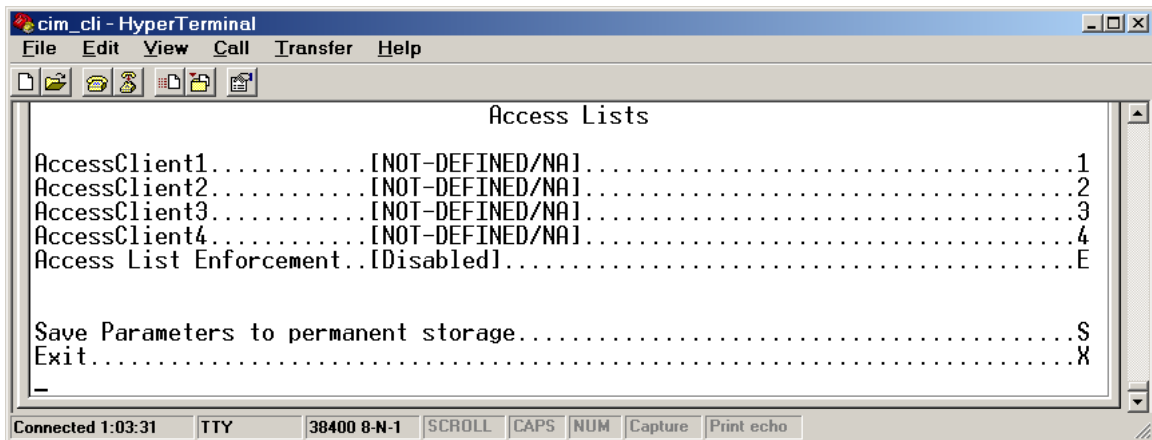 cim_cli - HyperTerminal
File Edit View Call Transfer Help
Access Lists
AccessClient1............[NOT-DEFINED/NA].....................................1
AccessClient2............[NOT-DEFINED/NA].....................................2
AccessClient3............[NOT-DEFINED/NA].....................................3
AccessClient4............[NOT-DEFINED/NA].....................................4
Access List Enforcement..[Disabled]...........................................E
Save Parameters to permanent storage..........................................S
Exit..........................................................................X
_
Connected 1:03:31 TTY 38400 8-N-1 SCROLL CAPS NUM Capture Print echo